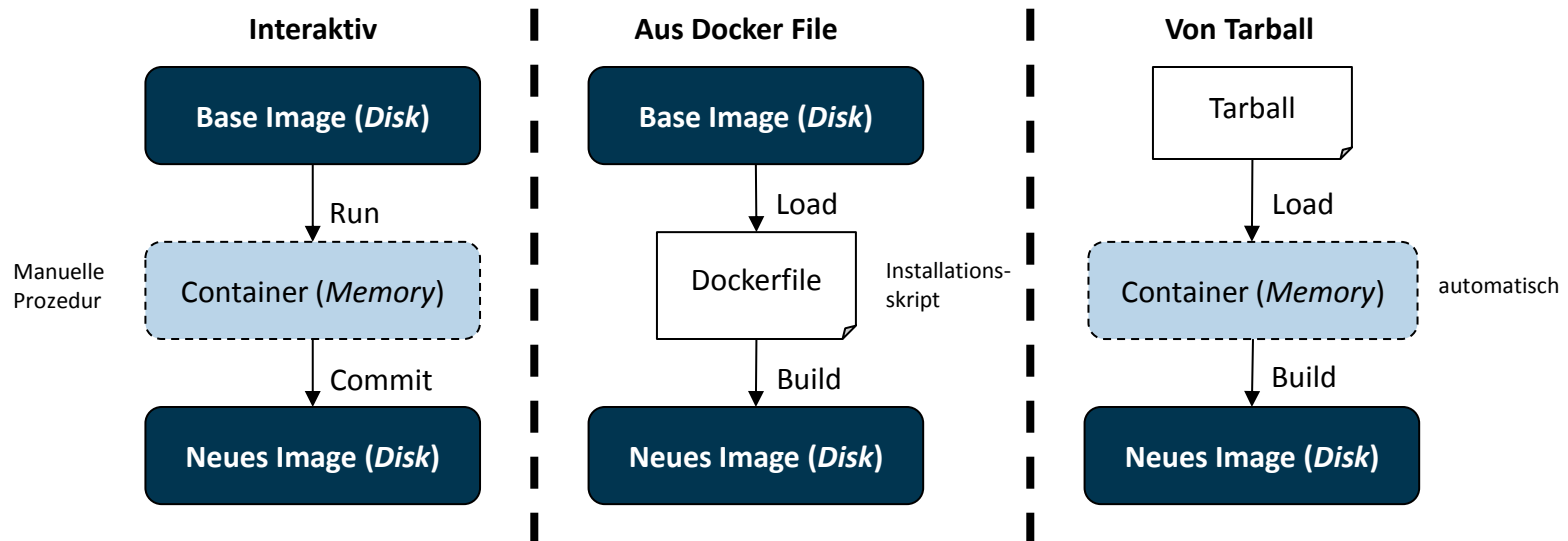 Interaktiv
Aus Docker File
Von Tarball
Base Image (Disk)
Base Image (Disk)
Tarball
Run
Load
Load
Manuelle
Prozedur
Container (Memory)
Dockerfile
Installations-
skript
Container (Memory)
automatisch
Commit
Build
Build
Neues Image (Disk)
Neues Image (Disk)
Neues Image (Disk)